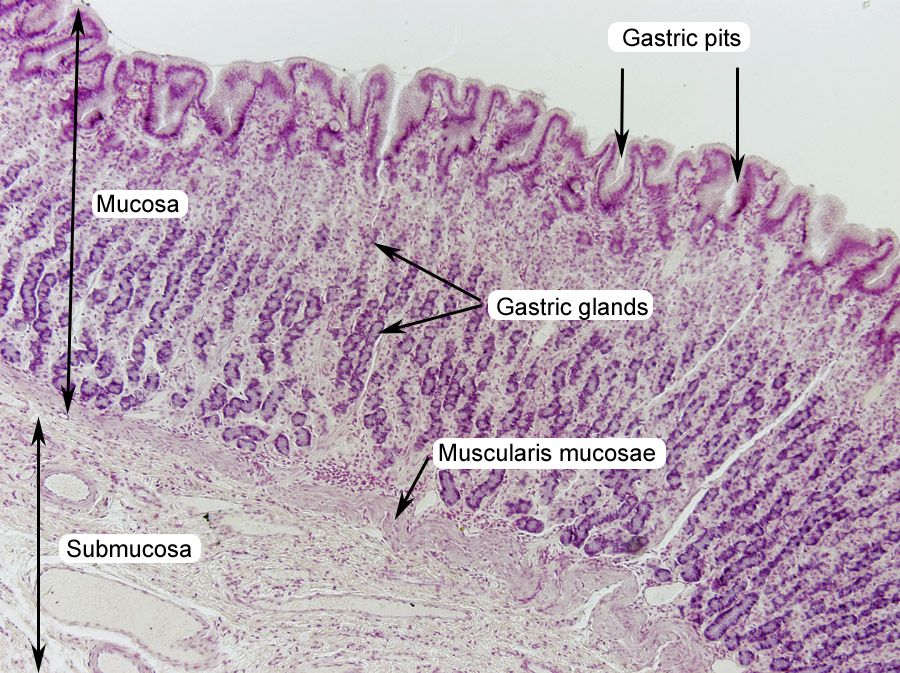 Gastric pits
Mucosa
Gastric glands
Muscularis mucosae
Submucosa